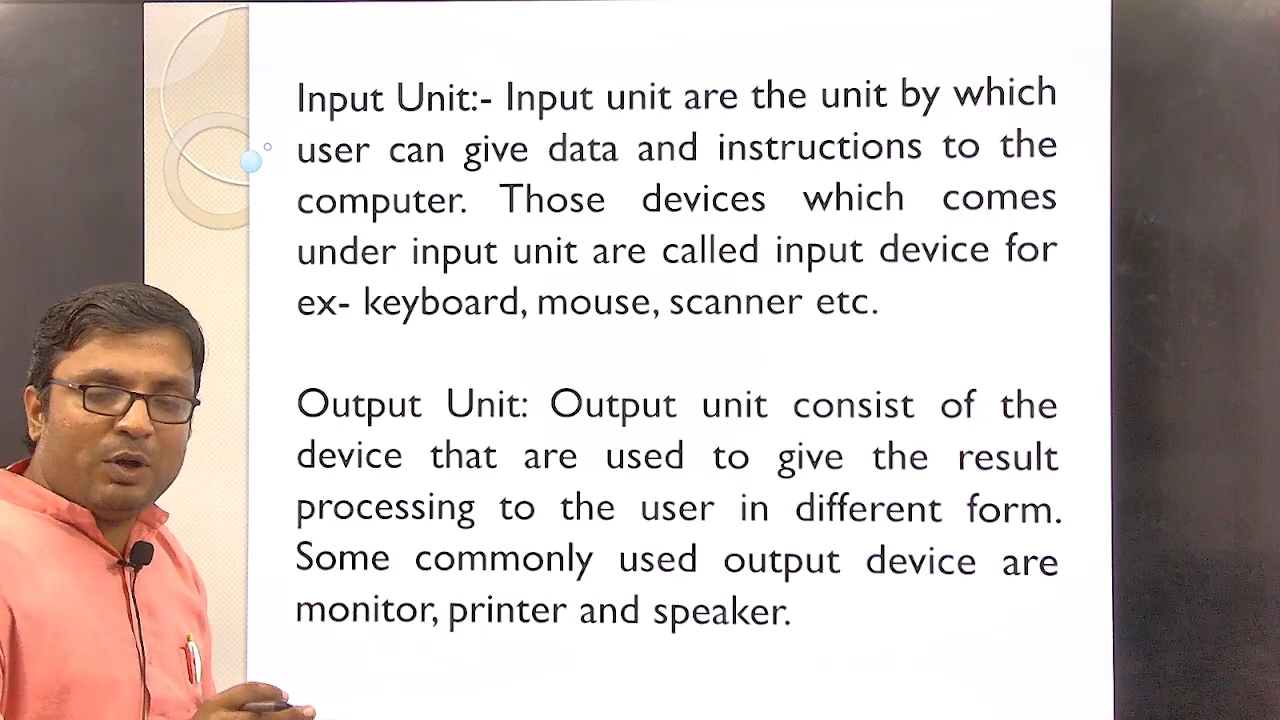 Input Unit:- Input unit are the unit by which
user can give data and instructions to the
computer. Those devices which comes
under input unit are called input device for
ex- keyboard, mouse, scanner etc.
Output Unit: Output unit consist of the
device that are used to give the result
processing to the user in different form.
Some commonly used output device are
monitor, printer and speaker.